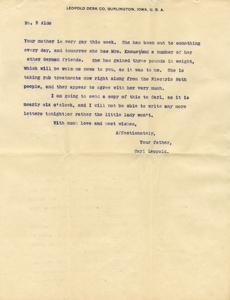 LEOPOLD DESK CO, BURLINGTON, IOWA, U. S. A.
No. 2 Aldo
Your mother is very gay this week. She has been out to something
every day, and tomorrow she has Mrs. and a number of her
other German friends. She has gained three pounds in weight,
which will be welcome news to you, as it was to me. She is
taking rub treatments now right along from the Electric Bath
people, and they appear to agree with her very much.
I am going to send a copy of this to Carl, as it is
nearly six o'clock, and I will not be able to write any more
letters tonight; rather the little lady won't.
With much love and best wishes,
Affectionately,
Your father,
Carl Leopold.